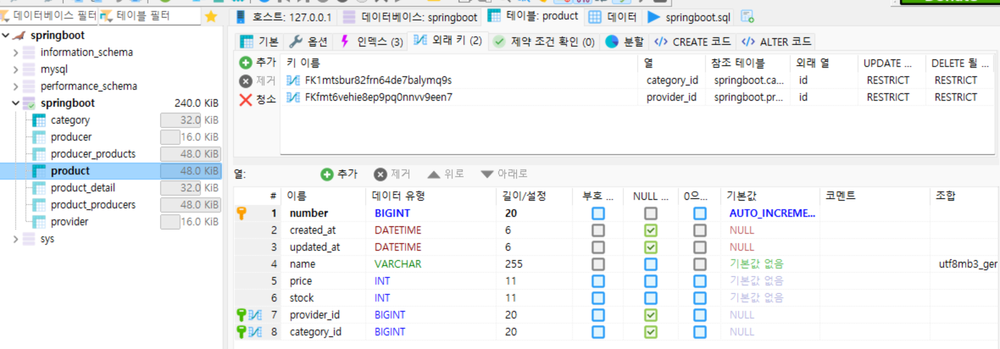 Donate
데이터베이스 필터 테이블 필터
호스트: 127.0.0.1 데이터베이스: springboot 테이블: product 데이터 springboot.sql
springboot
information_schema
mysql
performance_schema
springboot 240.0 KiB
category 32.0 KiB
producer 16.0 KiB
producer_products 48.0 KiB
product 48.0 KiB
product_detail 32.0 KiB
product_producers 48.0 KiB
provider 16.0 KiB
sys
기본 옵션 인덱스 (3) 외래 키 (2) 제약 조건 확인 (0) 분할 CREATE 코드 ALTER 코드
추가
제거
청소
키 이름 열 참조 테이블 외래 열 UPDATE ... DELETE 될 ...
FK1mtsbur82frn64de7balymq9s category_id springboot.ca... id RESTRICT RESTRICT
FKfmt6vehie8ep9pq0nnvv9een7 provider_id springboot.pr... id RESTRICT RESTRICT
열: 추가 제거 위로 아래로
# 이름 데이터 유형 길이/설정 부호 ... NULL ... 0으... 기본값 코멘트 조합
1 number BIGINT 20 AUTO_INCREME...
2 created_at DATETIME 6 NULL
3 updated_at DATETIME 6 NULL
4 name VARCHAR 255 기본값 없음 utf8mb3_ger
5 price INT 11 기본값 없음
6 stock INT 11 기본값 없음
7 provider_id BIGINT 20 NULL
8 category_id BIGINT 20 NULL